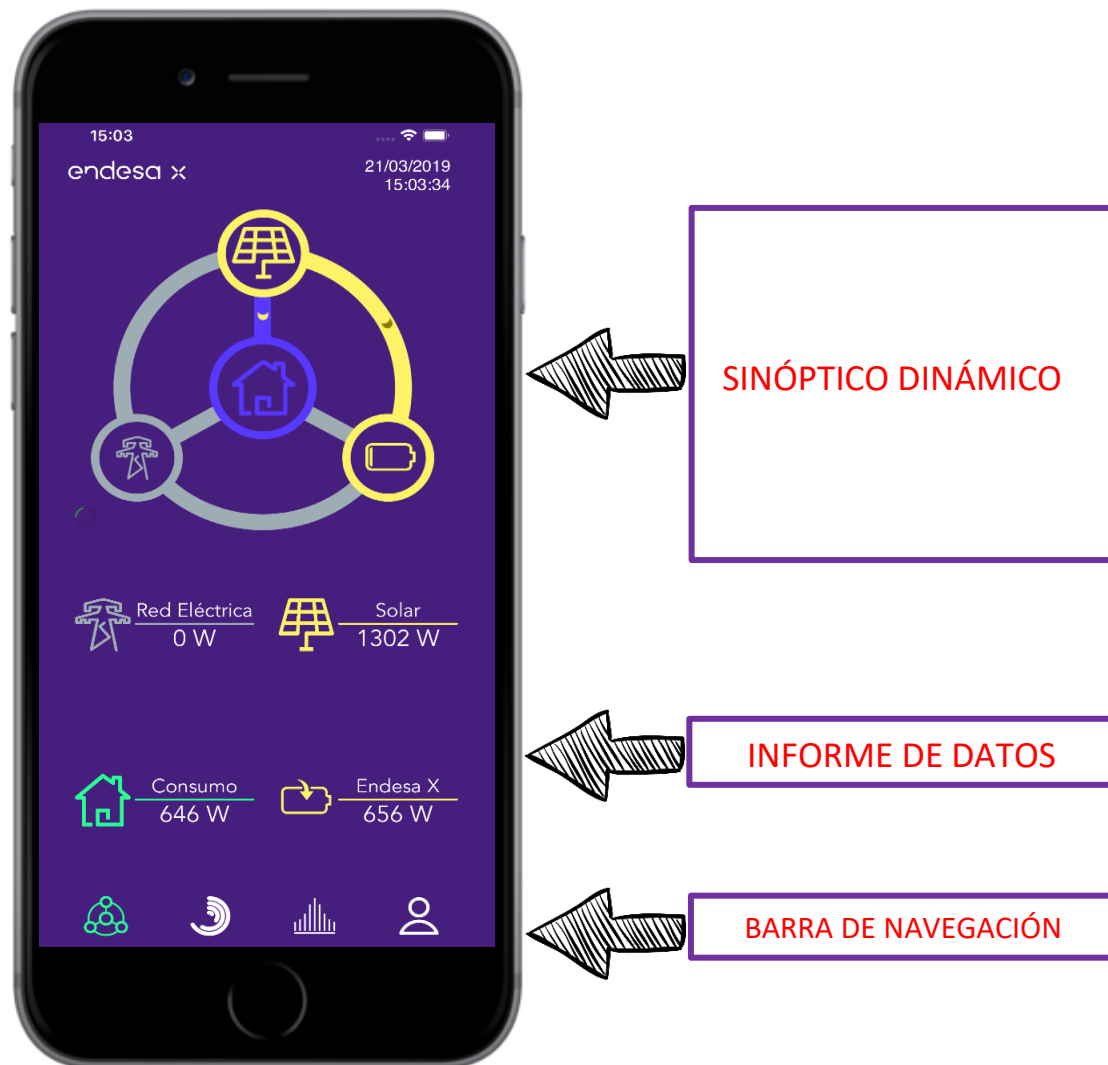 15:03
endesa x
21/03/2019
15:03:34
SINÓPTICO DINÁMICO
Red Eléctrica
0 W
Solar
1302 W
INFORME DE DATOS
Consumo
646 W
Endesa X
656 W
BARRA DE NAVEGACIÓN